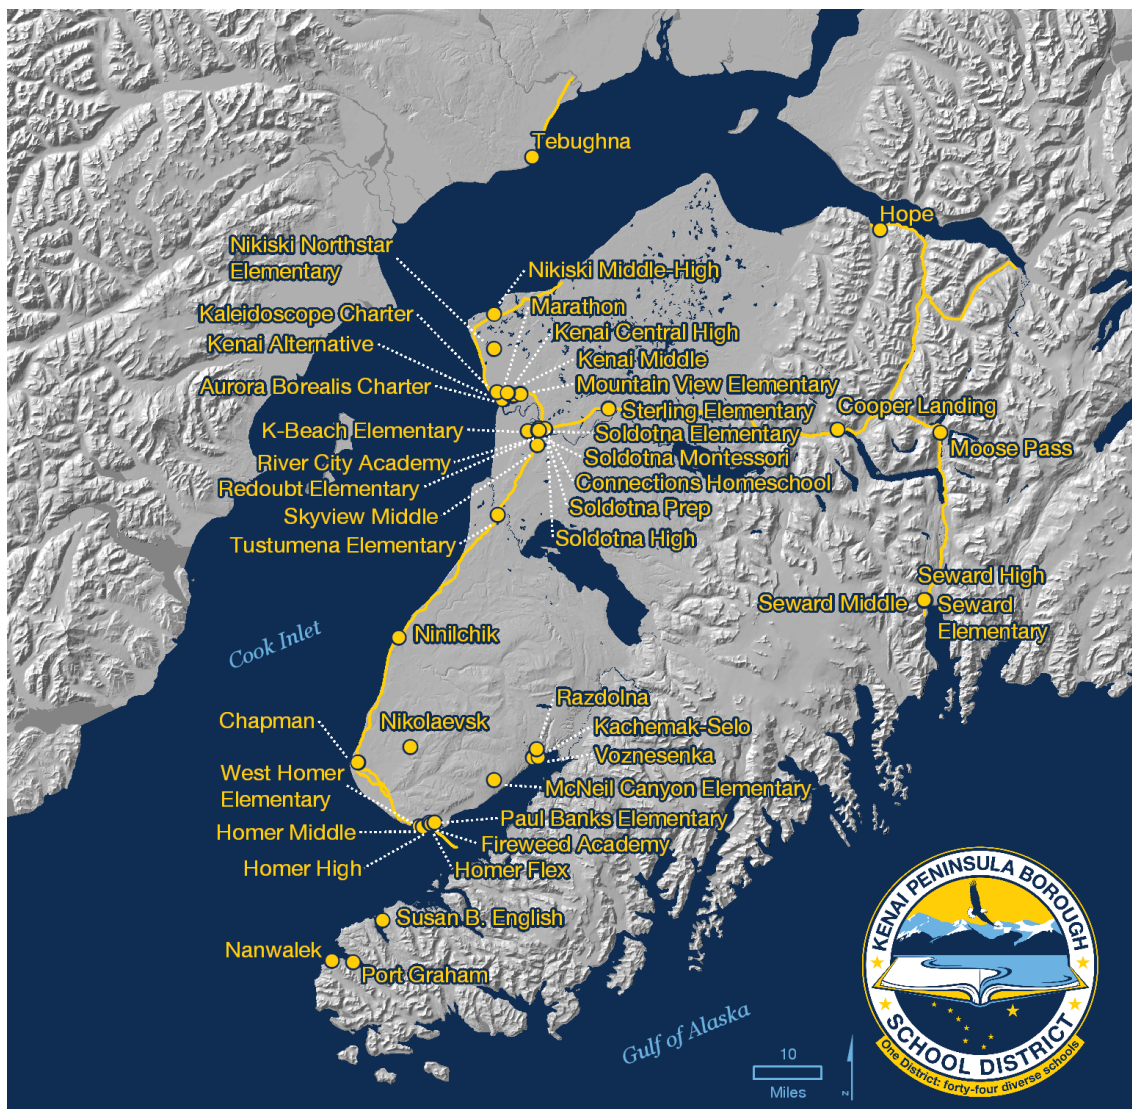 Tebughna
Hope
Nikiski Northstar
Elementary
Nikiski Middle-High
Kaleidoscope Charter
Marathon
Kenai Alternative
Kenai Central High
Kenai Middle
Aurora Borealis Charter
Mountain View Elementary
Sterling Elementary
Cooper Landing
K-Beach Elementary
Soldotna Elementary
Moose Pass
River City Academy
Soldotna Montessori
Redoubt Elementary
Connections Homeschool
Skyview Middle
Soldotna Prep
Tustumena Elementary
Soldotna High
Seward High
Seward Middle
Seward
Elementary
Cook Inlet
Ninilchik
Razdolna
Chapman
Nikolaevsk
Kachemak-Selo
Voznesenka
West Homer
Elementary
McNeil Canyon Elementary
Homer Middle
Paul Banks Elementary
Fireweed Academy
Homer High
Homer Flex
Susan B. English
Nanwalek
Port Graham
Gulf of Alaska
10
Miles
N
KENAI PENINSULA BOROUGH
SCHOOL DISTRICT
One District: forty-four diverse schools